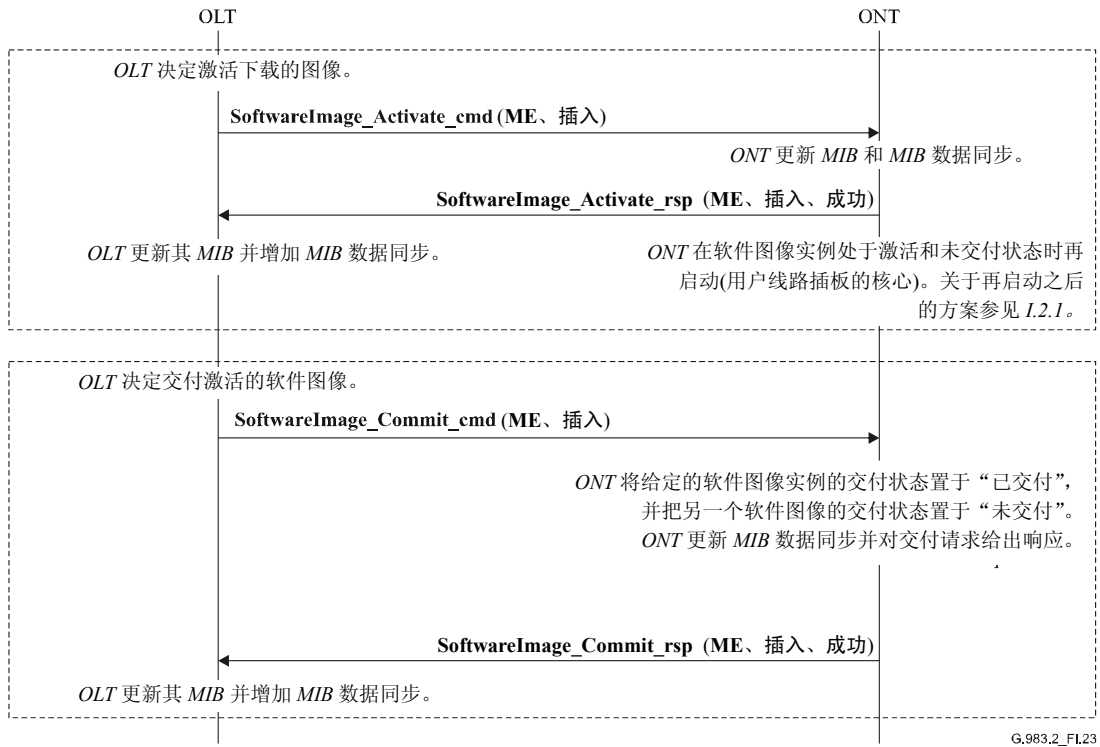 OLT
ONT
OLT 决定激活下载的图像。
SoftwareImage_Activate_cmd (ME、插入)
ONT 更新 MIB 和 MIB 数据同步。
SoftwareImage_Activate_rsp (ME、插入、成功)
OLT 更新其 MIB 并增加 MIB 数据同步。
ONT 在软件图像实例处于激活和未交付状态时再
启动(用户线路插板的核心)。关于再启动之后
的方案参见 I.2.1。
OLT 决定交付激活的软件图像。
SoftwareImage_Commit_cmd (ME、插入)
ONT 将给定的软件图像实例的交付状态置于“已交付”,
并把另一个软件图像的交付状态置于“未交付”。
ONT 更新 MIB 数据同步并对交付请求给出响应。
SoftwareImage_Commit_rsp (ME、插入、成功)
OLT 更新其 MIB 并增加 MIB 数据同步。
G.983.2_FI.23